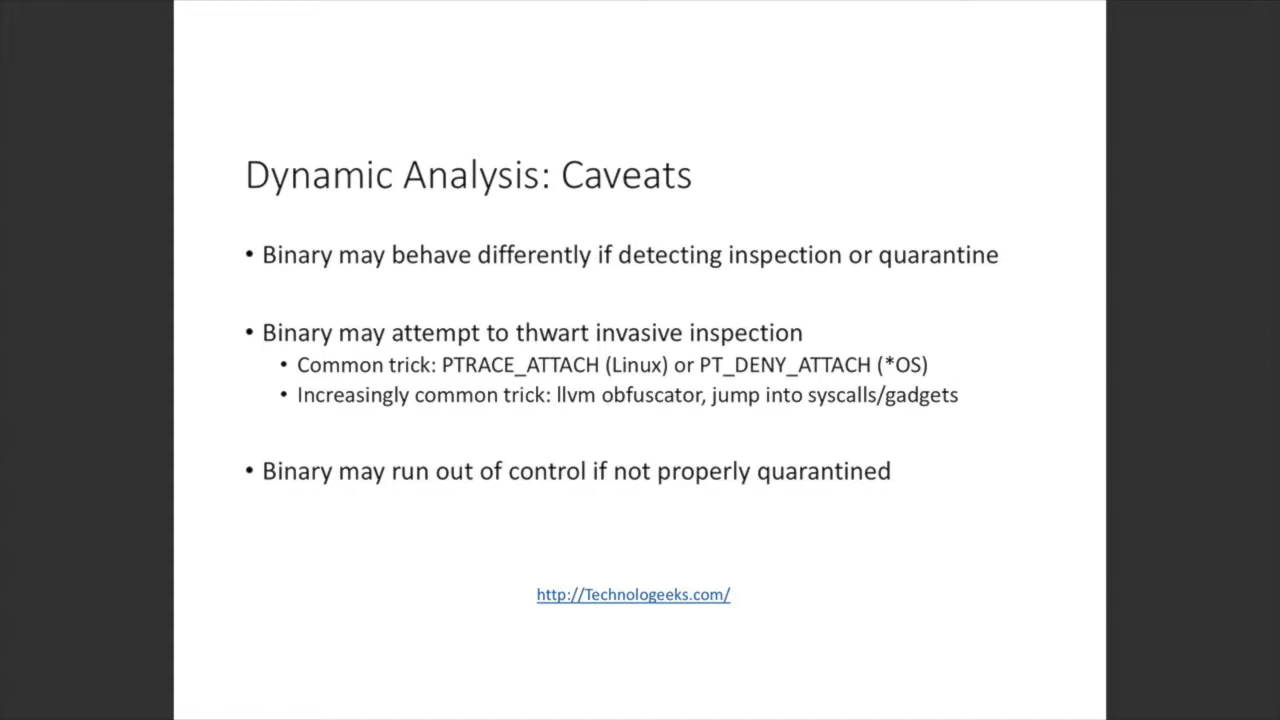 Dynamic Analysis: Caveats
• Binary may behave differently if detecting inspection or quarantine
• Binary may attempt to thwart invasive inspection
• Common trick: PTRACE_ATTACH (Linux) or PT_DENY_ATTACH (*OS)
• Increasingly common trick: llvm obfuscator, jump into syscalls/gadgets
• Binary may run out of control if not properly quarantined
http://Technologeeks.com/